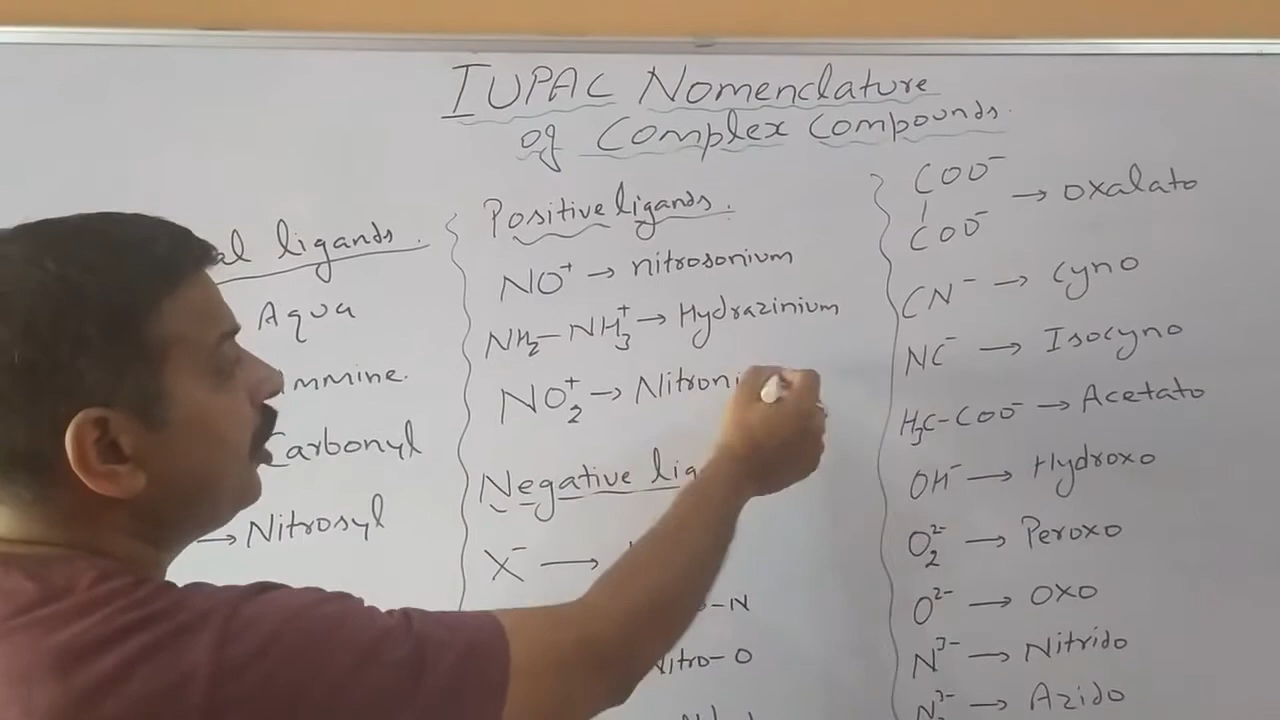 IUPAC Nomenclature
of Complex Compounds.
ligands.
Aqua
mmine.
Carbonyl
→ Nitrosyl
Positive ligands.
NO⁺ → nitrosonium
NH₂–NH₃⁺ → Hydrazinium
NO₂⁺ → Nitroni
Negative lig
X⁻ →
-N
Nitro-O
COO⁻
|
COO⁻ → oxalato
CN⁻ → Cyno
NC⁻ → Isocyno
H₃C-COO⁻ → Acetato
OH⁻ → Hydroxo
O₂²⁻ → Peroxo
O²⁻ → OXO
N³⁻ → Nitrido
→ Azido